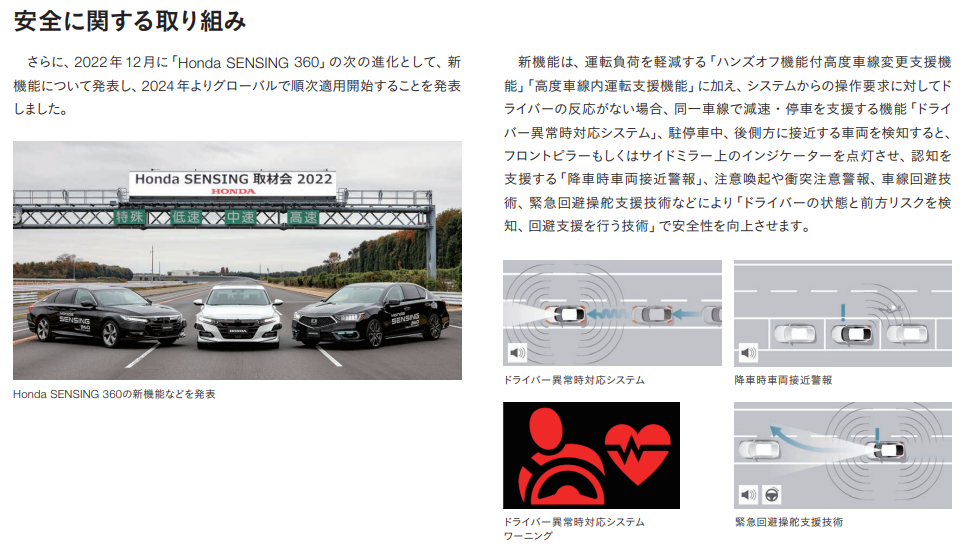 安全に関する取り組み
さらに、2022年12月に「Honda SENSING 360」の次の進化として、新
機能について発表し、2024年よりグローバルで順次適用開始することを発表
しました。
Honda SENSING 取材会 2022
HONDA
特殊 低速 中速 高速
Honda
SENSING
360
HONDA
Honda
SENSING
360
Honda SENSING 360の新機能などを発表
新機能は、運転負荷を軽減する「ハンズオフ機能付高度車線変更支援機
能」「高度車線内運転支援機能」に加え、システムからの操作要求に対してド
ライバーの反応がない場合、同一車線で減速・停車を支援する機能「ドライ
バー異常時対応システム」、駐停車中、後側方に接近する車両を検知すると、
フロントピラーもしくはサイドミラー上のインジケーターを点灯させ、認知を
支援する「降車時車両接近警報」、注意喚起や衝突注意警報、車線回避技
術、緊急回避操舵支援技術などにより「ドライバーの状態と前方リスクを検
知、回避支援を行う技術」で安全性を向上させます。
ドライバー異常時対応システム
降車時車両接近警報
ドライバー異常時対応システム
ワーニング
緊急回避操舵支援技術